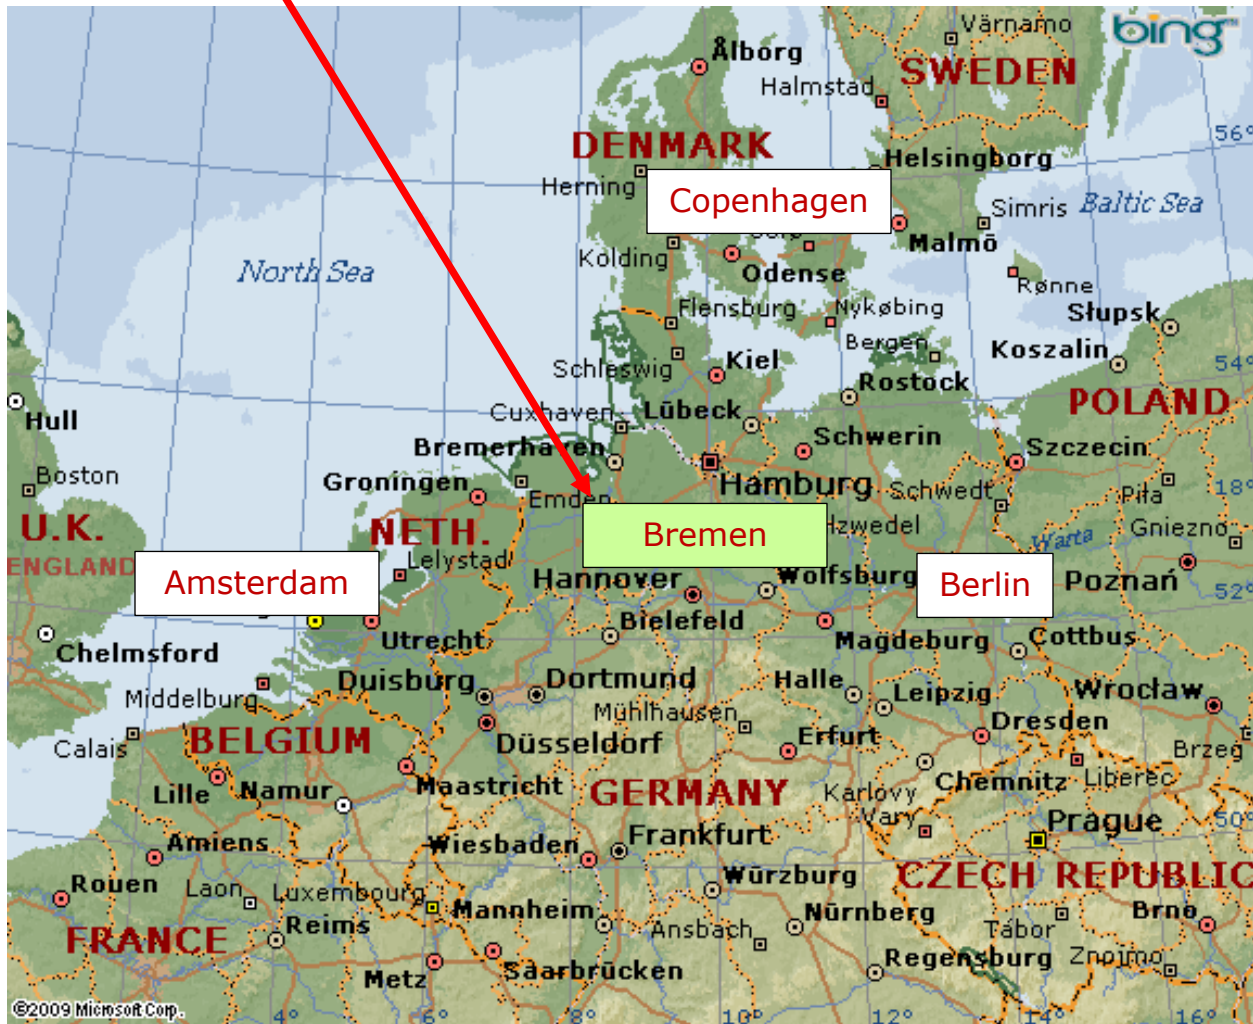 Värnamo
bing™
Ålborg
SWEDEN
Halmstad
56°
DENMARK
Helsingborg
Herning
Copenhagen
Simris
Baltic Sea
Malmö
Kolding
North Sea
Odense
Rønne
Flensburg
Nykøbing
Słupsk
Bergen
Koszalin
Schleswig
Kiel
54°
Rostock
POLAND
Cuxhaven
Lübeck
Hull
Bremerhaven
Schwerin
Szczecin
Boston
Groningen
Hamburg
Schwedt
Piła
18°
Emden
U.K.
NETH.
Bremen
zwedel
Warta
Gniezno
ENGLAND
Lelystad
Amsterdam
Hannover
Wolfsburg
Berlin
Poznań
52°
Utrecht
Bielefeld
Magdeburg
Cottbus
Chelmsford
Middelburg
Duisburg
Dortmund
Halle
Leipzig
Wrocław
Mühlhausen
Calais
BELGIUM
Düsseldorf
Erfurt
Dresden
Brzeg
Lille
Namur
Maastricht
GERMANY
Karlovy
Vary
Chemnitz
Liberec
Amiens
Wiesbaden
Frankfurt
Prague
50°
Rouen
Laon
Luxembourg
Würzburg
CZECH REPUBLIC
Reims
Mannheim
Ansbach
Nürnberg
Tábor
Brno
FRANCE
Metz
Saarbrücken
Regensburg
Znojmo
©2009 Microsoft Corp.
4°
6°
8°
10°
12°
14°
16°